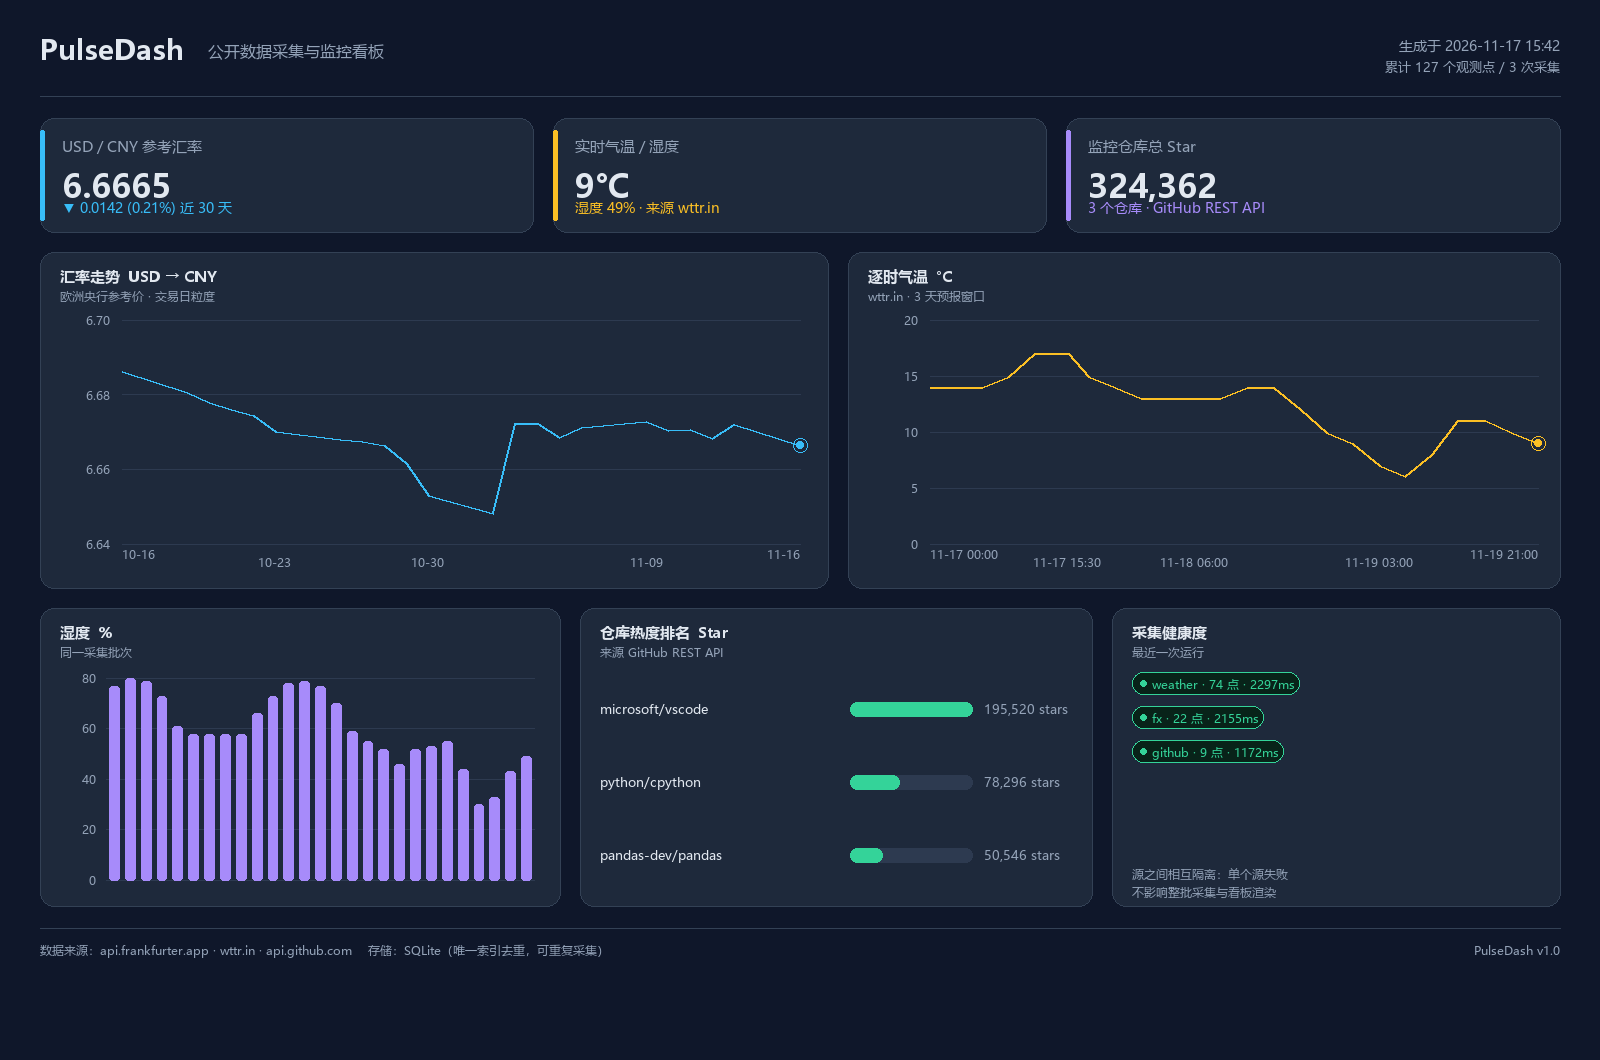 PulseDash 公开数据采集与监控看板
生成于 2026-11-17 15:42
累计 127 个观测点 / 3 次采集
USD / CNY 参考汇率
6.6665
▼ 0.0142 (0.21%) 近 30 天
实时气温 / 湿度
9°C
湿度 49% · 来源 wttr.in
监控仓库总 Star
324,362
3 个仓库 · GitHub REST API
汇率走势 USD → CNY
欧洲央行参考价 · 交易日粒度
6.70
6.68
6.66
6.64
10-16
10-23
10-30
11-09
11-16
逐时气温 °C
wttr.in · 3 天预报窗口
20
15
10
5
0
11-17 00:00
11-17 15:30
11-18 06:00
11-19 03:00
11-19 21:00
湿度 %
同一采集批次
80
60
40
20
0
仓库热度排名 Star
来源 GitHub REST API
microsoft/vscode 195,520 stars
python/cpython 78,296 stars
pandas-dev/pandas 50,546 stars
采集健康度
最近一次运行
weather · 74 点 · 2297ms
fx · 22 点 · 2155ms
github · 9 点 · 1172ms
源之间相互隔离：单个源失败
不影响整批采集与看板渲染
数据来源：api.frankfurter.app · wttr.in · api.github.com 存储：SQLite（唯一索引去重，可重复采集）
PulseDash v1.0